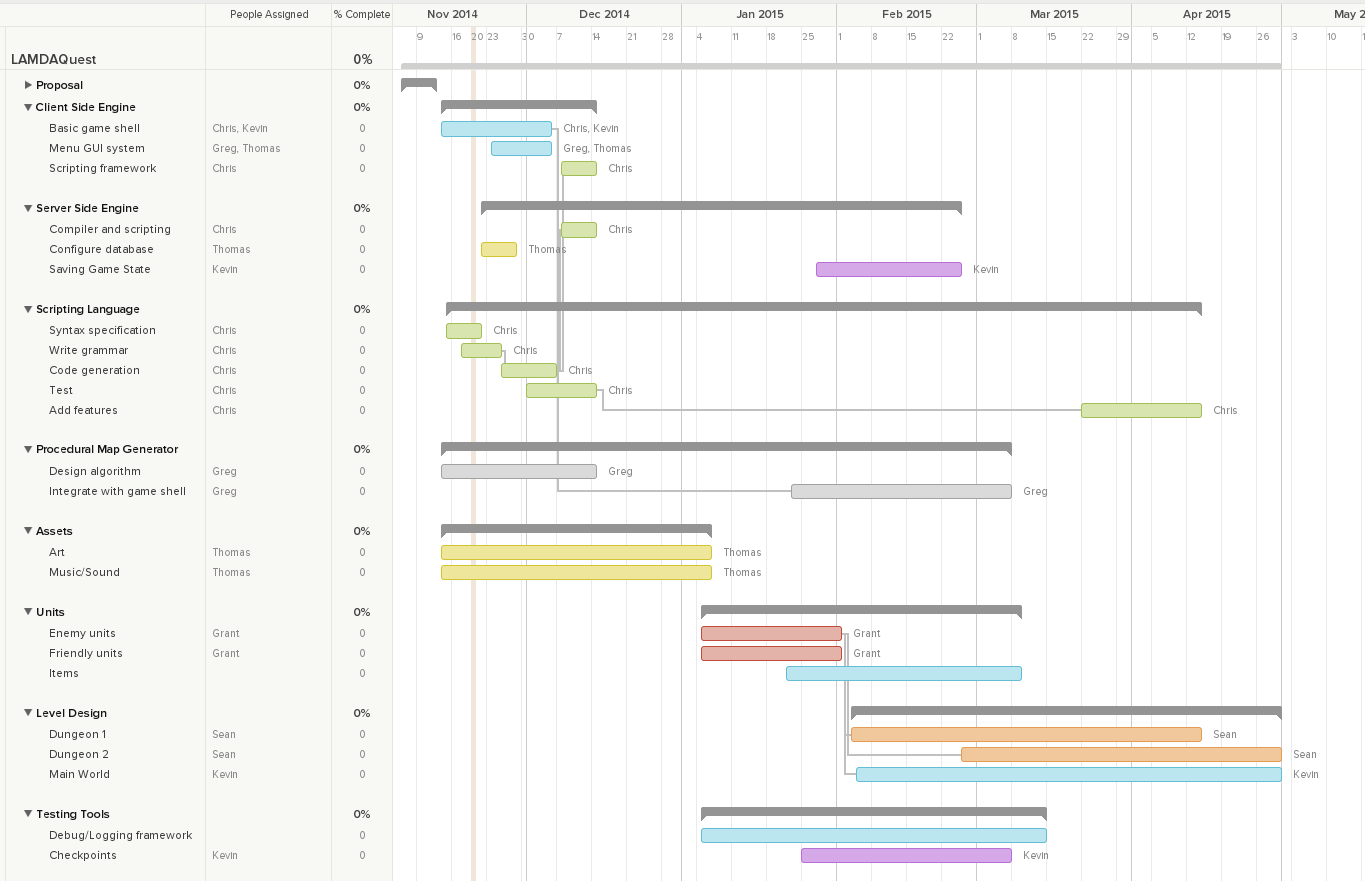 People Assigned % Complete Nov 2014 Dec 2014 Jan 2015 Feb 2015 Mar 2015 Apr 2015 May 2
9 16 20 23 30 7 14 21 28 4 11 18 25 1 8 15 22 1 8 15 22 29 5 12 19 26 3 10 1
LAMDAQuest 0%
Proposal 0%
Client Side Engine 0%
Basic game shell Chris, Kevin 0 Chris, Kevin
Menu GUI system Greg, Thomas 0 Greg, Thomas
Scripting framework Chris 0 Chris
Server Side Engine 0%
Compiler and scripting Chris 0 Chris
Configure database Thomas 0 Thomas
Saving Game State Kevin 0 Kevin
Scripting Language 0%
Syntax specification Chris 0 Chris
Write grammar Chris 0 Chris
Code generation Chris 0 Chris
Test Chris 0 Chris
Add features Chris 0 Chris
Procedural Map Generator 0%
Design algorithm Greg 0 Greg
Integrate with game shell Greg 0 Greg
Assets 0%
Art Thomas 0 Thomas
Music/Sound Thomas 0 Thomas
Units 0%
Enemy units Grant 0 Grant
Friendly units Grant 0 Grant
Items 0
Level Design 0%
Dungeon 1 Sean 0 Sean
Dungeon 2 Sean 0 Sean
Main World Kevin 0 Kevin
Testing Tools 0%
Debug/Logging framework 0
Checkpoints Kevin 0 Kevin